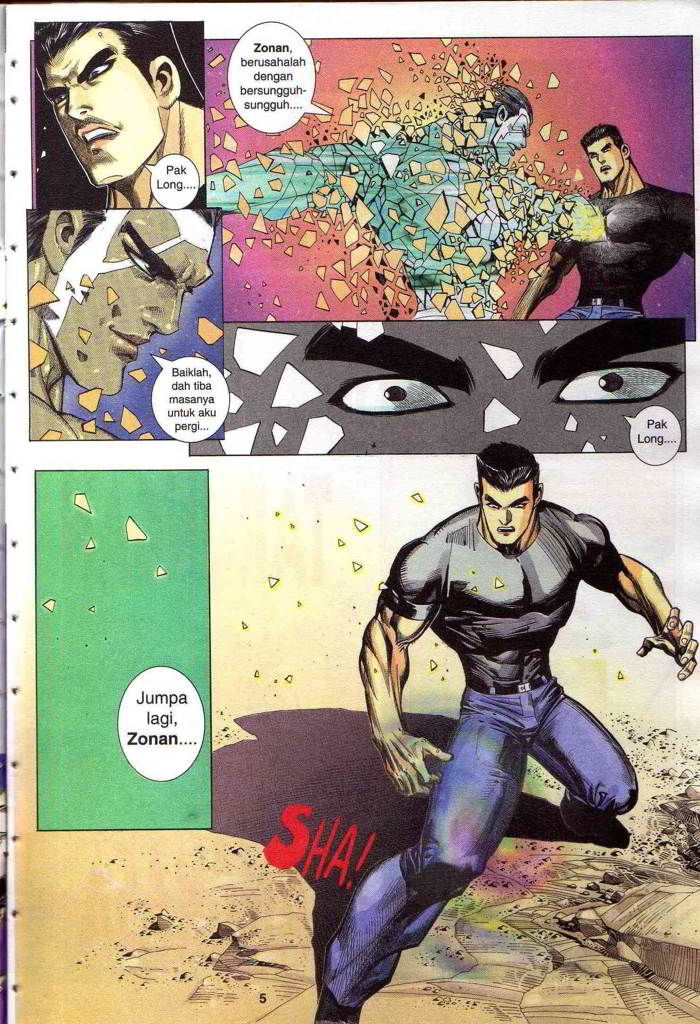 Pak
Long....
Zonan,
berusahalah
dengan
bersungguh-
sungguh....
Baiklah,
dah tiba
masanya
untuk aku
pergi...
Pak
Long....
Jumpa
lagi,
Zonan....
SHA!
5